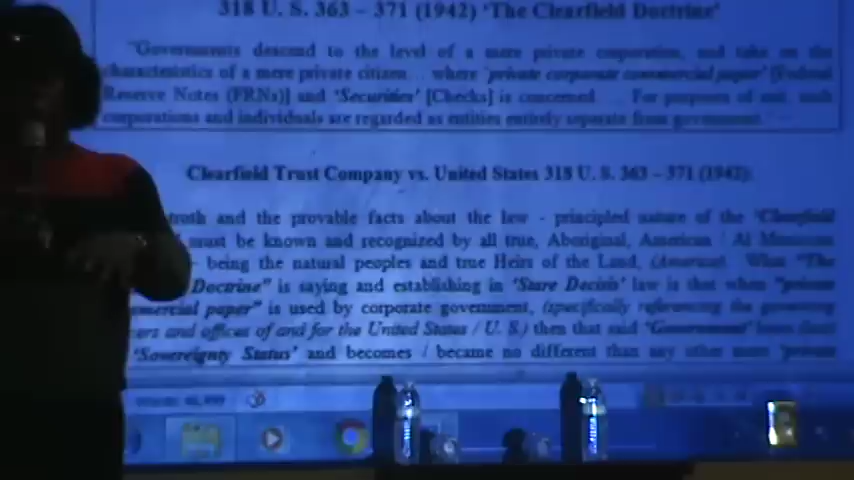 318 U. S. 363 – 371 (1942) 'The Clearfield Doctrine'
"Governments descend to the level of a mere private corporation, and take on the
characteristics of a mere private citizen... where 'private corporate commercial paper' [Federal
Reserve Notes (FRNs)] and 'Securities' [Checks] is concerned ... For purposes of suit, such
corporations and individuals are regarded as entities entirely separate from government."
Clearfield Trust Company vs. United States 318 U. S. 363 – 371 (1942)
truth and the provable facts about the law - principled nature of the 'Clearfield
must be known and recognized by all true, Aboriginal, American / Al Moroccan
- being the natural peoples and true Heirs of the Land, (America). What "The
Doctrine" is saying and establishing in 'Stare Decisis' law is that when "private
paper" is used by corporate government, (specifically referencing the governing
and offices of and for the United States / U. S.) then that said 'Government'
'Sovereignty Status' and becomes / became no different than any other mere 'private